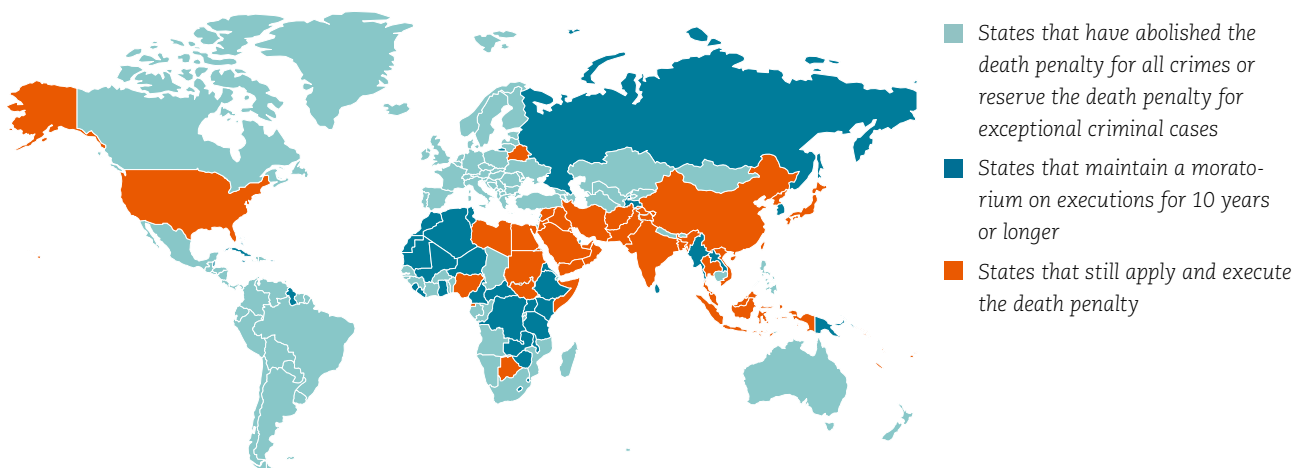 States that have abolished the
death penalty for all crimes or
reserve the death penalty for
exceptional criminal cases
States that maintain a morato-
rium on executions for 10 years
or longer
States that still apply and execute
the death penalty